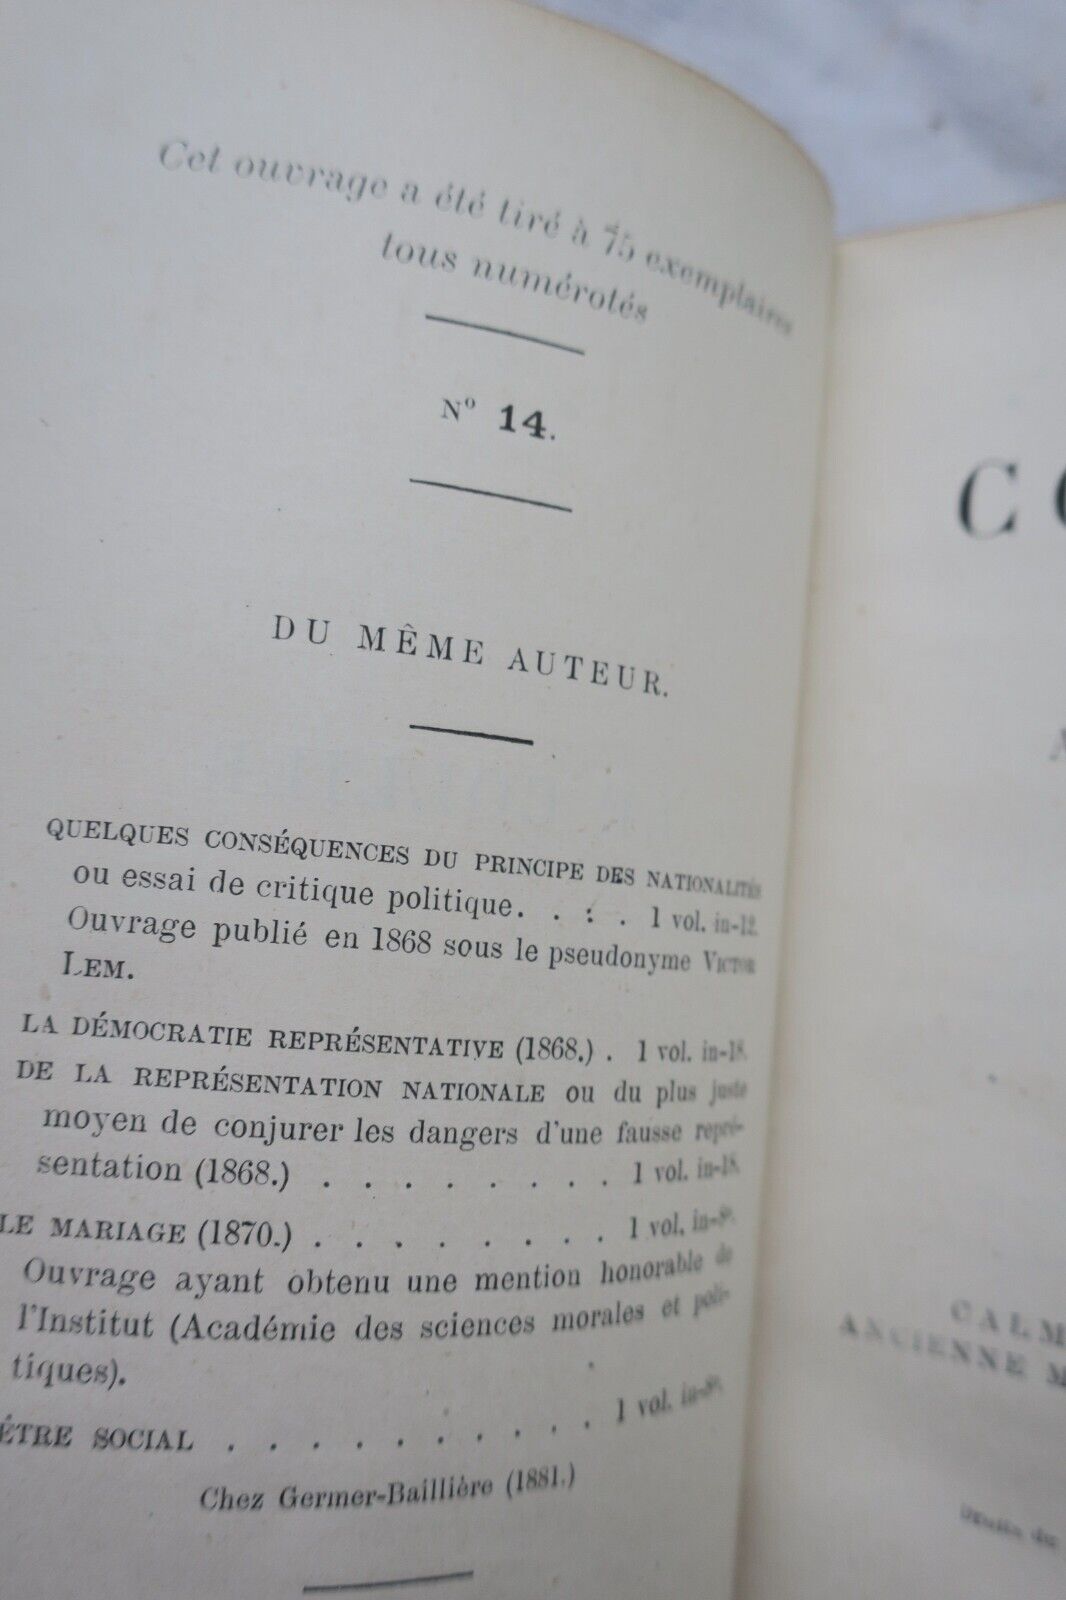 Cet ouvrage a été tiré à 75 exemplaires
tous numérotés
N° 14.
DU MÊME AUTEUR.
QUELQUES CONSÉQUENCES DU PRINCIPE DES NATIONALITÉS
ou essai de critique politique. . : . 1 vol. in-12.
Ouvrage publié en 1868 sous le pseudonyme VICTOR
LEM.
LA DÉMOCRATIE REPRÉSENTATIVE (1868.) . 1 vol. in-18.
DE LA REPRÉSENTATION NATIONALE ou du plus juste
moyen de conjurer les dangers d'une fausse repré-
sentation (1868.) . . . . . . . . 1 vol. in-18.
LE MARIAGE (1870.) . . . . . . . . 1 vol. in-8°.
Ouvrage ayant obtenu une mention honorable de
l'Institut (Académie des sciences morales et poli-
tiques).
ÊTRE SOCIAL . . . . . . . . . . 1 vol. in-8°.
Chez Germer-Baillière (1881.)
CO
CALM
ANCIENNE M
Droits de